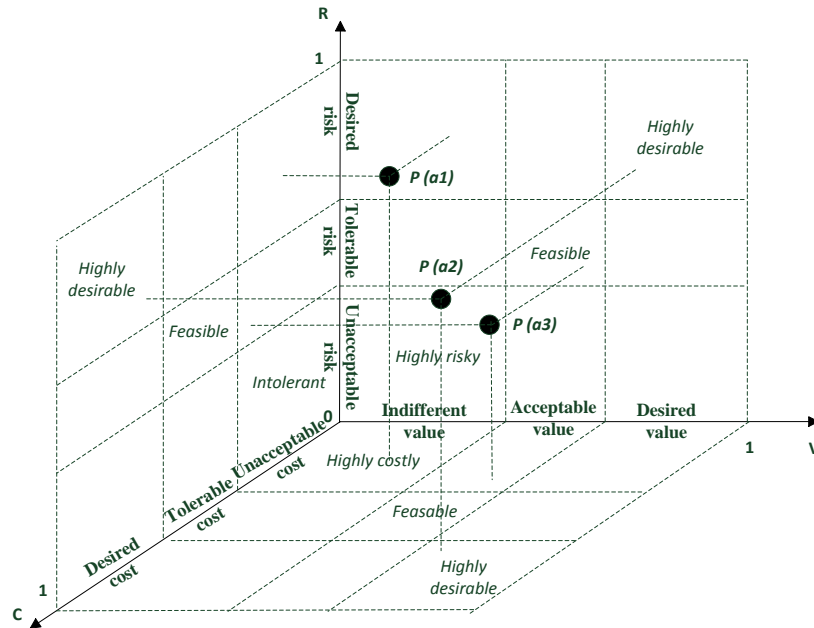 R
1
Desired
risk
Highly
desirable
P (a1)
Tolerable
risk
Highly
desirable
P (a2)
Feasible
Feasible
P (a3)
Unacceptable
risk
Highly risky
Intolerant
0
Indifferent
value
Acceptable
value
Desired
value
1
V
Unacceptable
cost
Highly costly
Tolerable
cost
Feasable
Desired
cost
Highly
desirable
1
C